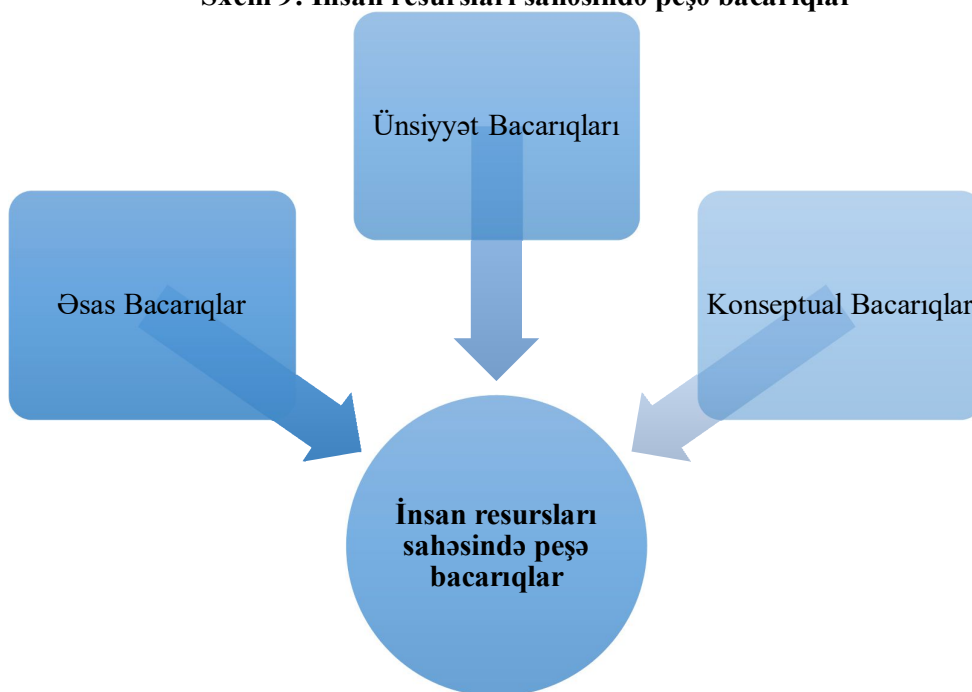 Sxem 9: İnsan resursları sahəsində peşə bacarıqlar
Ünsiyyət Bacarıqları
Əsas Bacarıqlar
Konseptual Bacarıqlar
İnsan resursları
sahəsində peşə
bacarıqlar